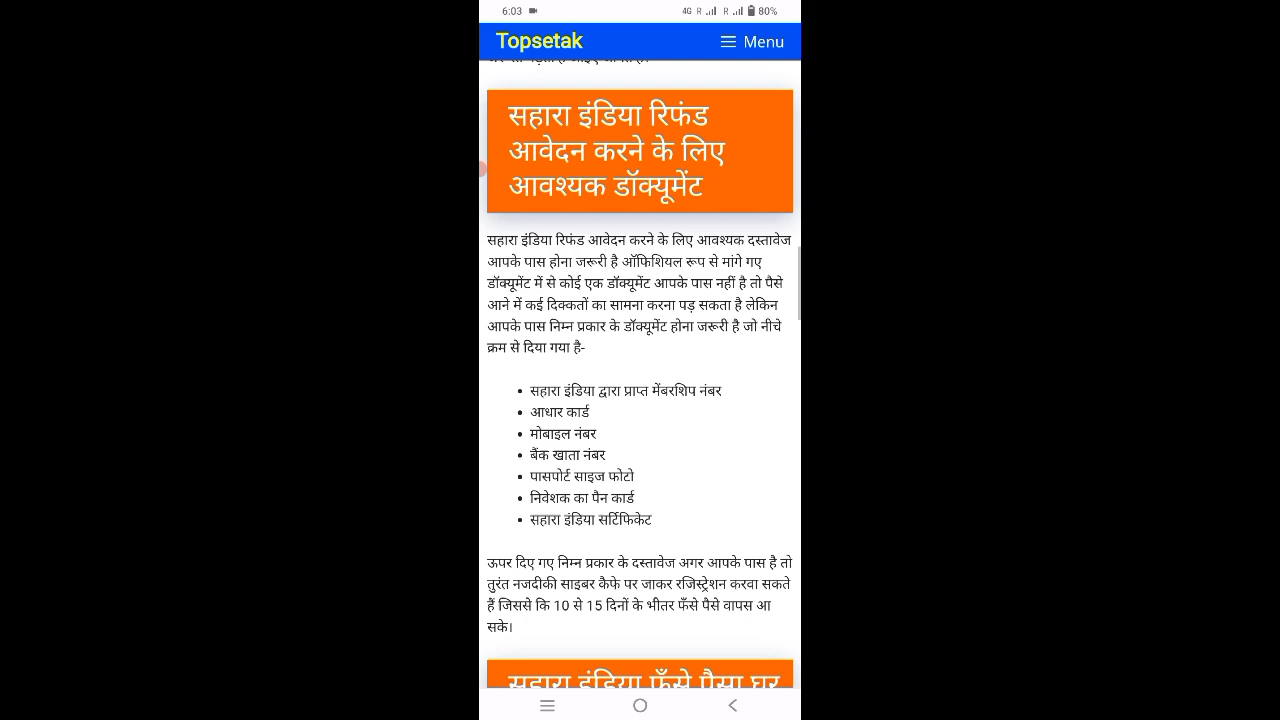 6:03
4G R R 80%
Topsetak
Menu
सहारा इंडिया रिफंड
आवेदन करने के लिए
आवश्यक डॉक्यूमेंट
सहारा इंडिया रिफंड आवेदन करने के लिए आवश्यक दस्तावेज
आपके पास होना जरूरी है ऑफिशियल रूप से मांगे गए
डॉक्यूमेंट में से कोई एक डॉक्यूमेंट आपके पास नहीं है तो पैसे
आने में कई दिक्कतों का सामना करना पड़ सकता है लेकिन
आपके पास निम्न प्रकार के डॉक्यूमेंट होना जरूरी है जो नीचे
क्रम से दिया गया है-
• सहारा इंडिया द्वारा प्राप्त मेंबरशिप नंबर
• आधार कार्ड
• मोबाइल नंबर
• बैंक खाता नंबर
• पासपोर्ट साइज फोटो
• निवेशक का पैन कार्ड
• सहारा इंडिया सर्टिफिकेट
ऊपर दिए गए निम्न प्रकार के दस्तावेज अगर आपके पास है तो
तुरंत नजदीकी साइबर कैफे पर जाकर रजिस्ट्रेशन करवा सकते
हैं जिससे कि 10 से 15 दिनों के भीतर फँसे पैसे वापस आ
सके।
सहारा इंडिया फँसे पैसा घर